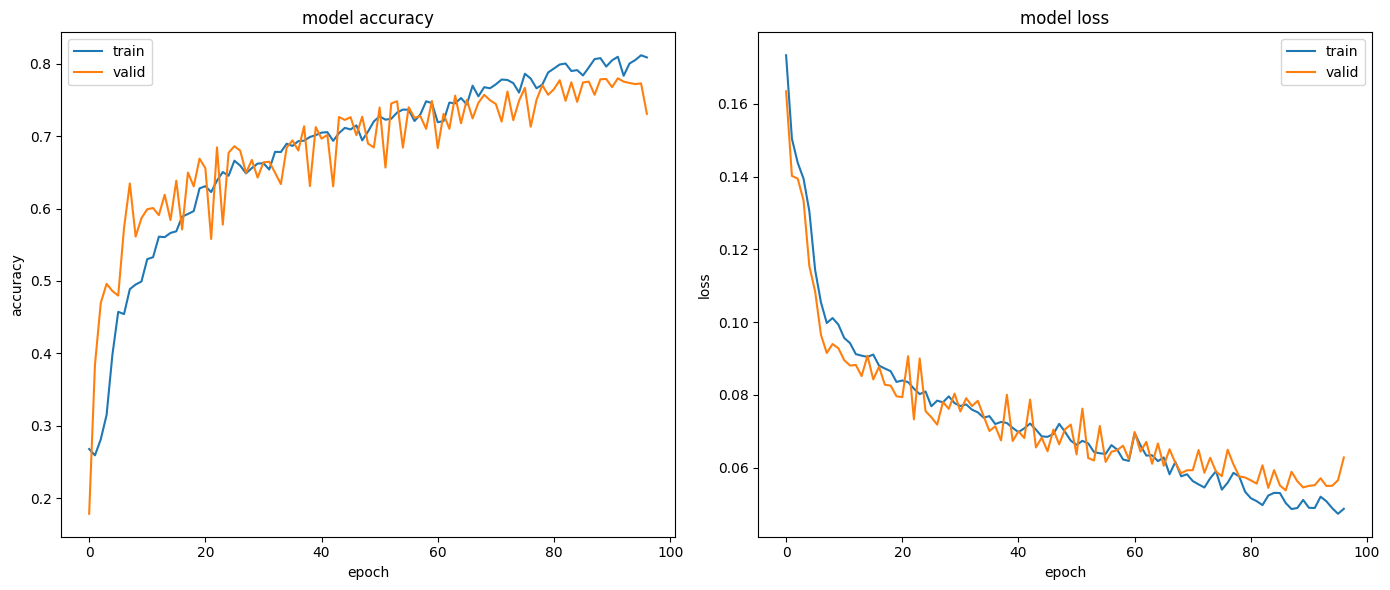 model accuracy
train
valid
0.8
0.7
0.6
0.5
0.4
0.3
0.2
accuracy
0 20 40 60 80 100
epoch
model loss
train
valid
0.16
0.14
0.12
0.10
0.08
0.06
loss
0 20 40 60 80 100
epoch